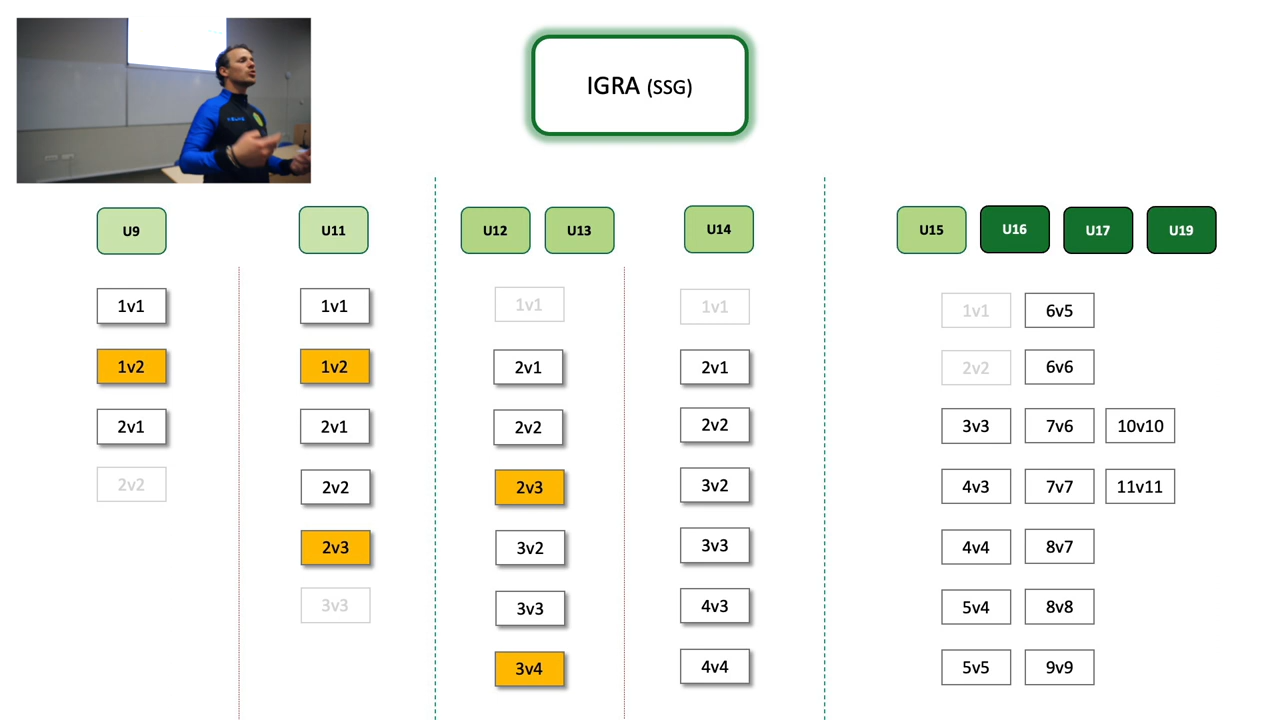 IGRA (SSG)
U9
U11
U12
U13
U14
U15
U16
U17
U19
1v1
1v2
2v1
2v2
1v1
1v2
2v1
2v2
2v3
3v3
1v1
2v1
2v2
2v3
3v2
3v3
3v4
1v1
2v1
2v2
3v2
3v3
4v3
4v4
1v1
2v2
3v3
4v3
4v4
5v4
5v5
6v5
6v6
7v6
7v7
8v7
8v8
9v9
10v10
11v11